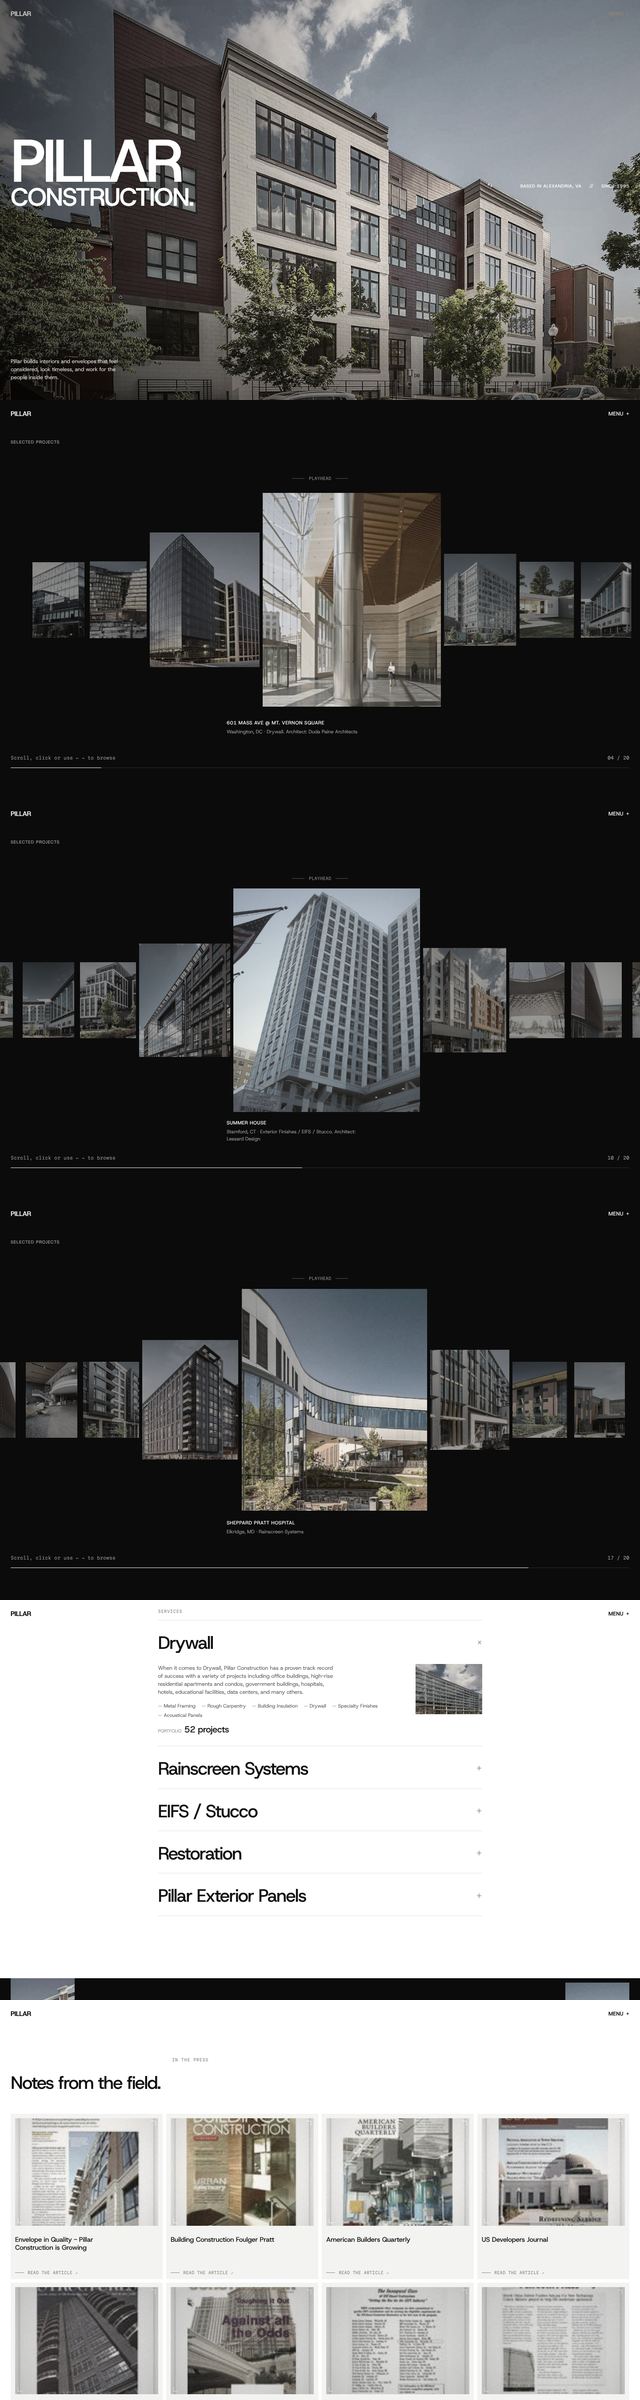 PILLAR
PILLAR
CONSTRUCTION.
BASED IN ALEXANDRIA, VA // SINCE
Pillar builds interiors and envelopes that feel
considered, look timeless, and work for the
people inside them.
PILLAR MENU +
SELECTED PROJECTS
PLAYHEAD
601 MASS AVE @ MT. VERNON SQUARE
Washington, DC · Drywall. Architect: Duda Paine Architects
Scroll, click or use ← → to browse 04 / 20
PILLAR MENU +
SELECTED PROJECTS
PLAYHEAD
SUMMER HOUSE
Stamford, CT · Exterior Finishes / EIFS / Stucco. Architect:
Lessard Design
Scroll, click or use ← → to browse 10 / 20
PILLAR MENU +
SELECTED PROJECTS
PLAYHEAD
SHEPPARD PRATT HOSPITAL
Elkridge, MD · Rainscreen Systems
Scroll, click or use ← → to browse 17 / 20
PILLAR MENU +
SERVICES
Drywall ×
When it comes to Drywall, Pillar Construction has a proven track record
of success with a variety of projects including office buildings, high-rise
residential apartments and condos, government buildings, hospitals,
hotels, educational facilities, data centers, and many others.
— Metal Framing — Rough Carpentry — Building Insulation — Drywall — Specialty Finishes
— Acoustical Panels
PORTFOLIO 52 projects
Rainscreen Systems +
EIFS / Stucco +
Restoration +
Pillar Exterior Panels +
PILLAR MENU +
IN THE PRESS
Notes from the field.
BUILDING &
CONSTRUCTION
URBAN
AMERICAN
BUILDERS
QUARTERLY
Envelope in Quality – Pillar
Construction is Growing
Building Construction Foulger Pratt
American Builders Quarterly
US Developers Journal
READ THE ARTICLE
READ THE ARTICLE
READ THE ARTICLE
READ THE ARTICLE
Against all
the Odds